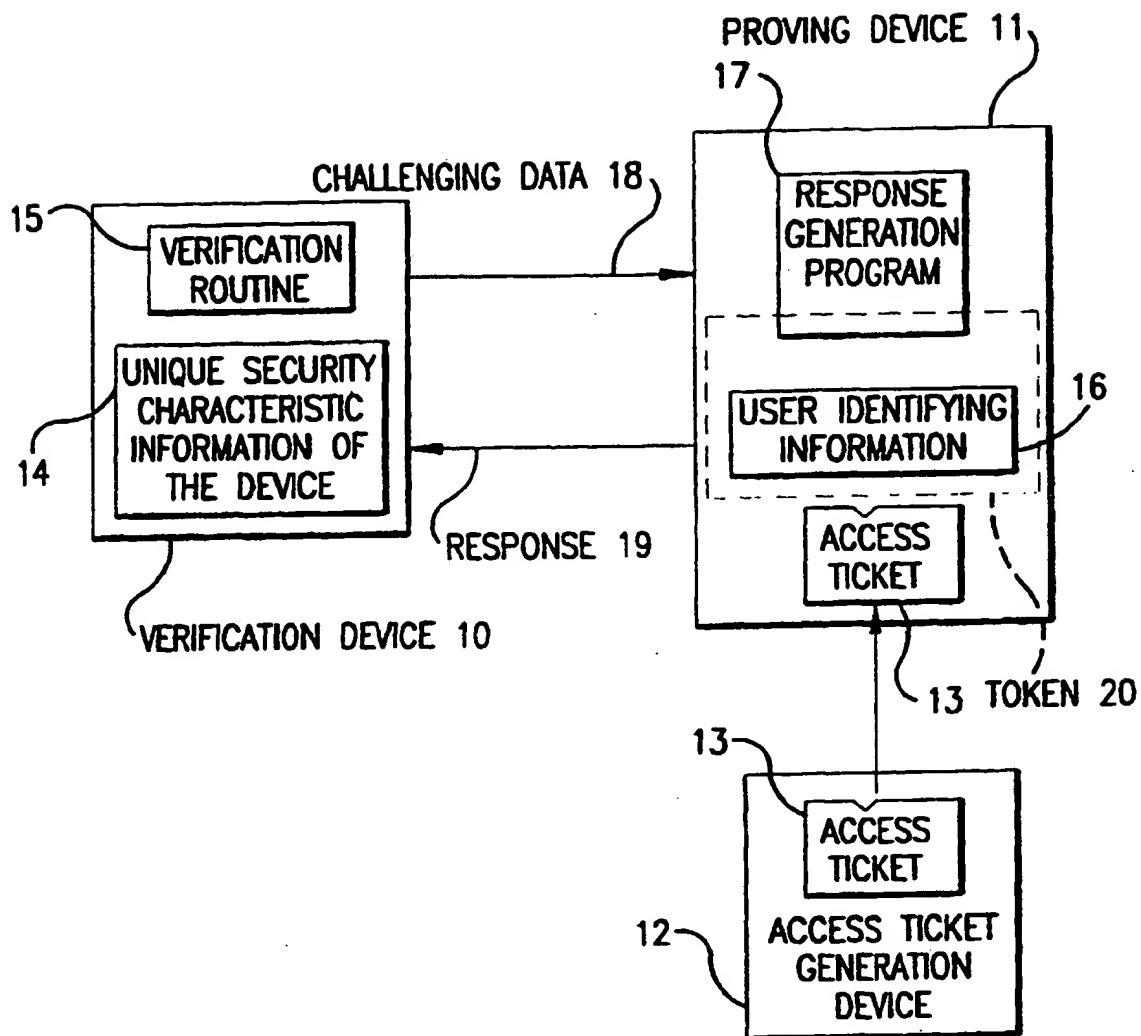 PROVING DEVICE 11
17
CHALLENGING DATA 18
15
VERIFICATION
ROUTINE
RESPONSE
GENERATION
PROGRAM
UNIQUE SECURITY
CHARACTERISTIC
INFORMATION OF
THE DEVICE
14
USER IDENTIFYING
INFORMATION
16
RESPONSE 19
ACCESS
TICKET
VERIFICATION DEVICE 10
13
TOKEN 20
13
ACCESS
TICKET
12
ACCESS TICKET
GENERATION
DEVICE